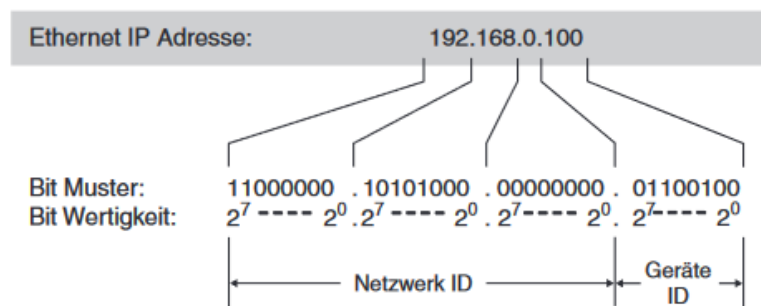 Ethernet IP Adresse: 192.168.0.100
Bit Muster: 11000000 .10101000 .00000000 . 01100100
Bit Wertigkeit: 2⁷ ---- 2⁰.2⁷ ---- 2⁰ . 2⁷ ---- 2⁰. 2⁷---- 2⁰
Netzwerk ID
Geräte
ID